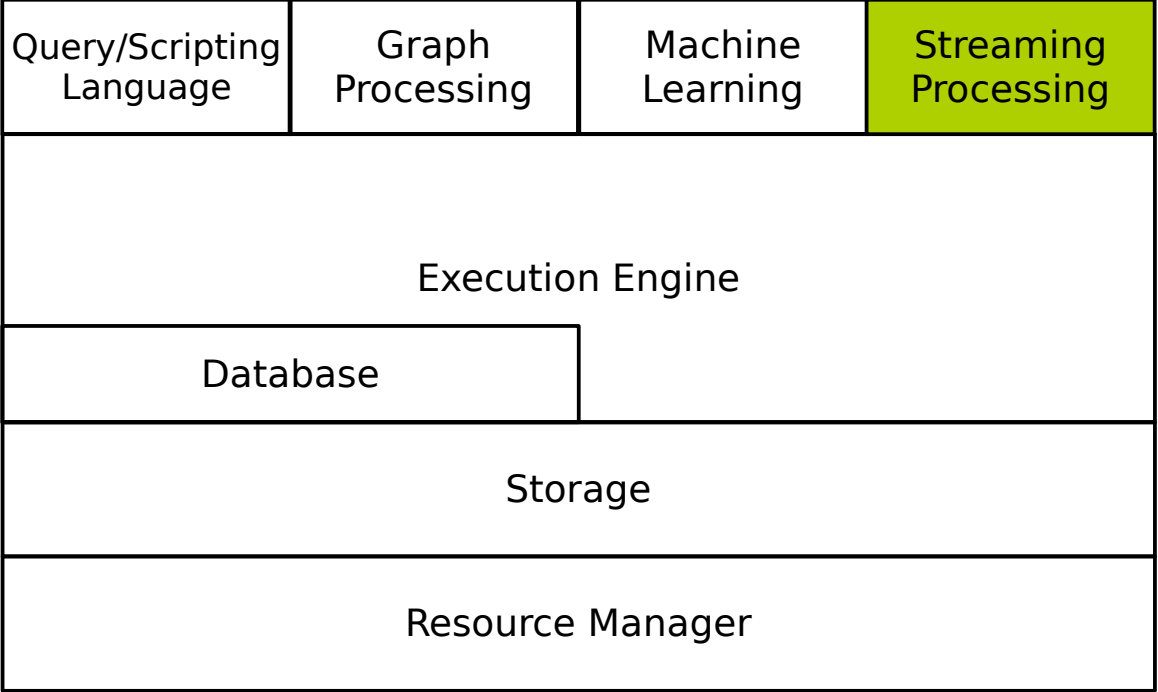 Query/Scripting
Language
Graph
Processing
Machine
Learning
Streaming
Processing
Execution Engine
Database
Storage
Resource Manager